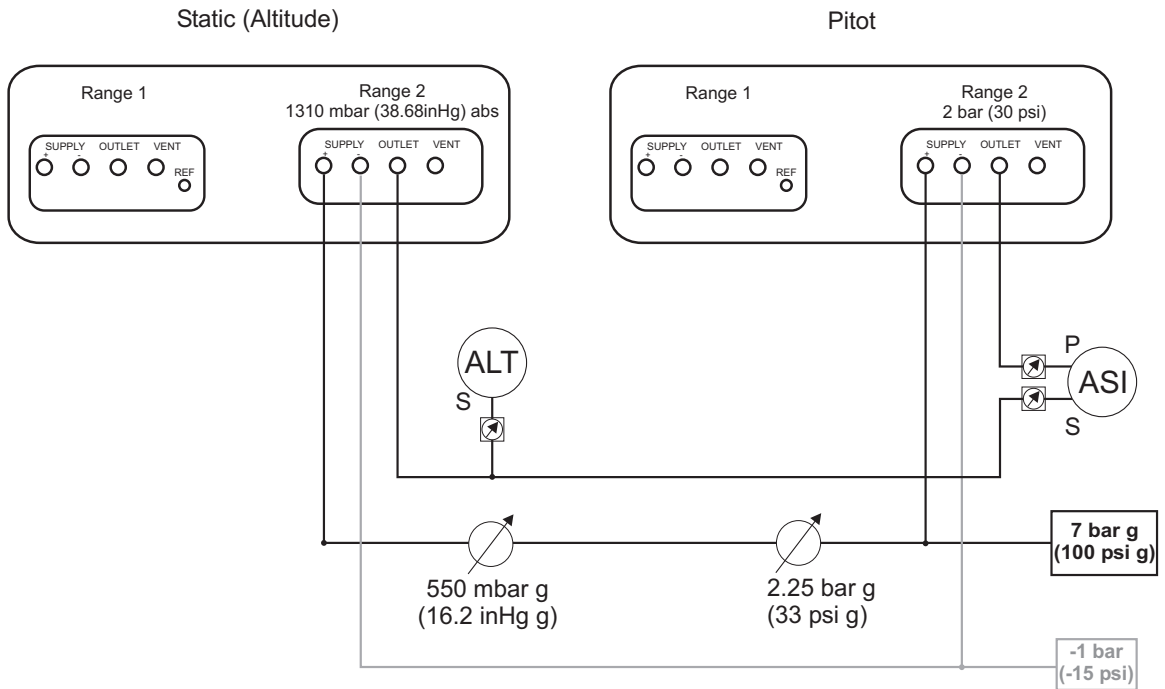 Static (Altitude)
Pitot
Range 1
Range 2
1310 mbar (38.68inHg) abs
SUPPLY OUTLET VENT
+ -
REF
SUPPLY OUTLET VENT
+ -
Range 1
Range 2
2 bar (30 psi)
SUPPLY OUTLET VENT
+ -
REF
SUPPLY OUTLET VENT
+ -
ALT
S
P
ASI
S
550 mbar g
(16.2 inHg g)
2.25 bar g
(33 psi g)
7 bar g
(100 psi g)
-1 bar
(-15 psi)